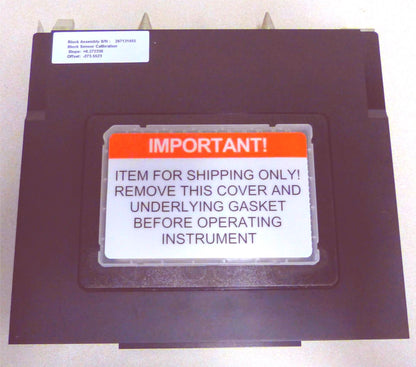 Block Assembly S/N :
Block Sensor Calibration
Slope:
Offset:
IMPORTANT!
ITEM FOR SHIPPING ONLY!
REMOVE THIS COVER AND
UNDERLYING GASKET
BEFORE OPERATING
INSTRUMENT